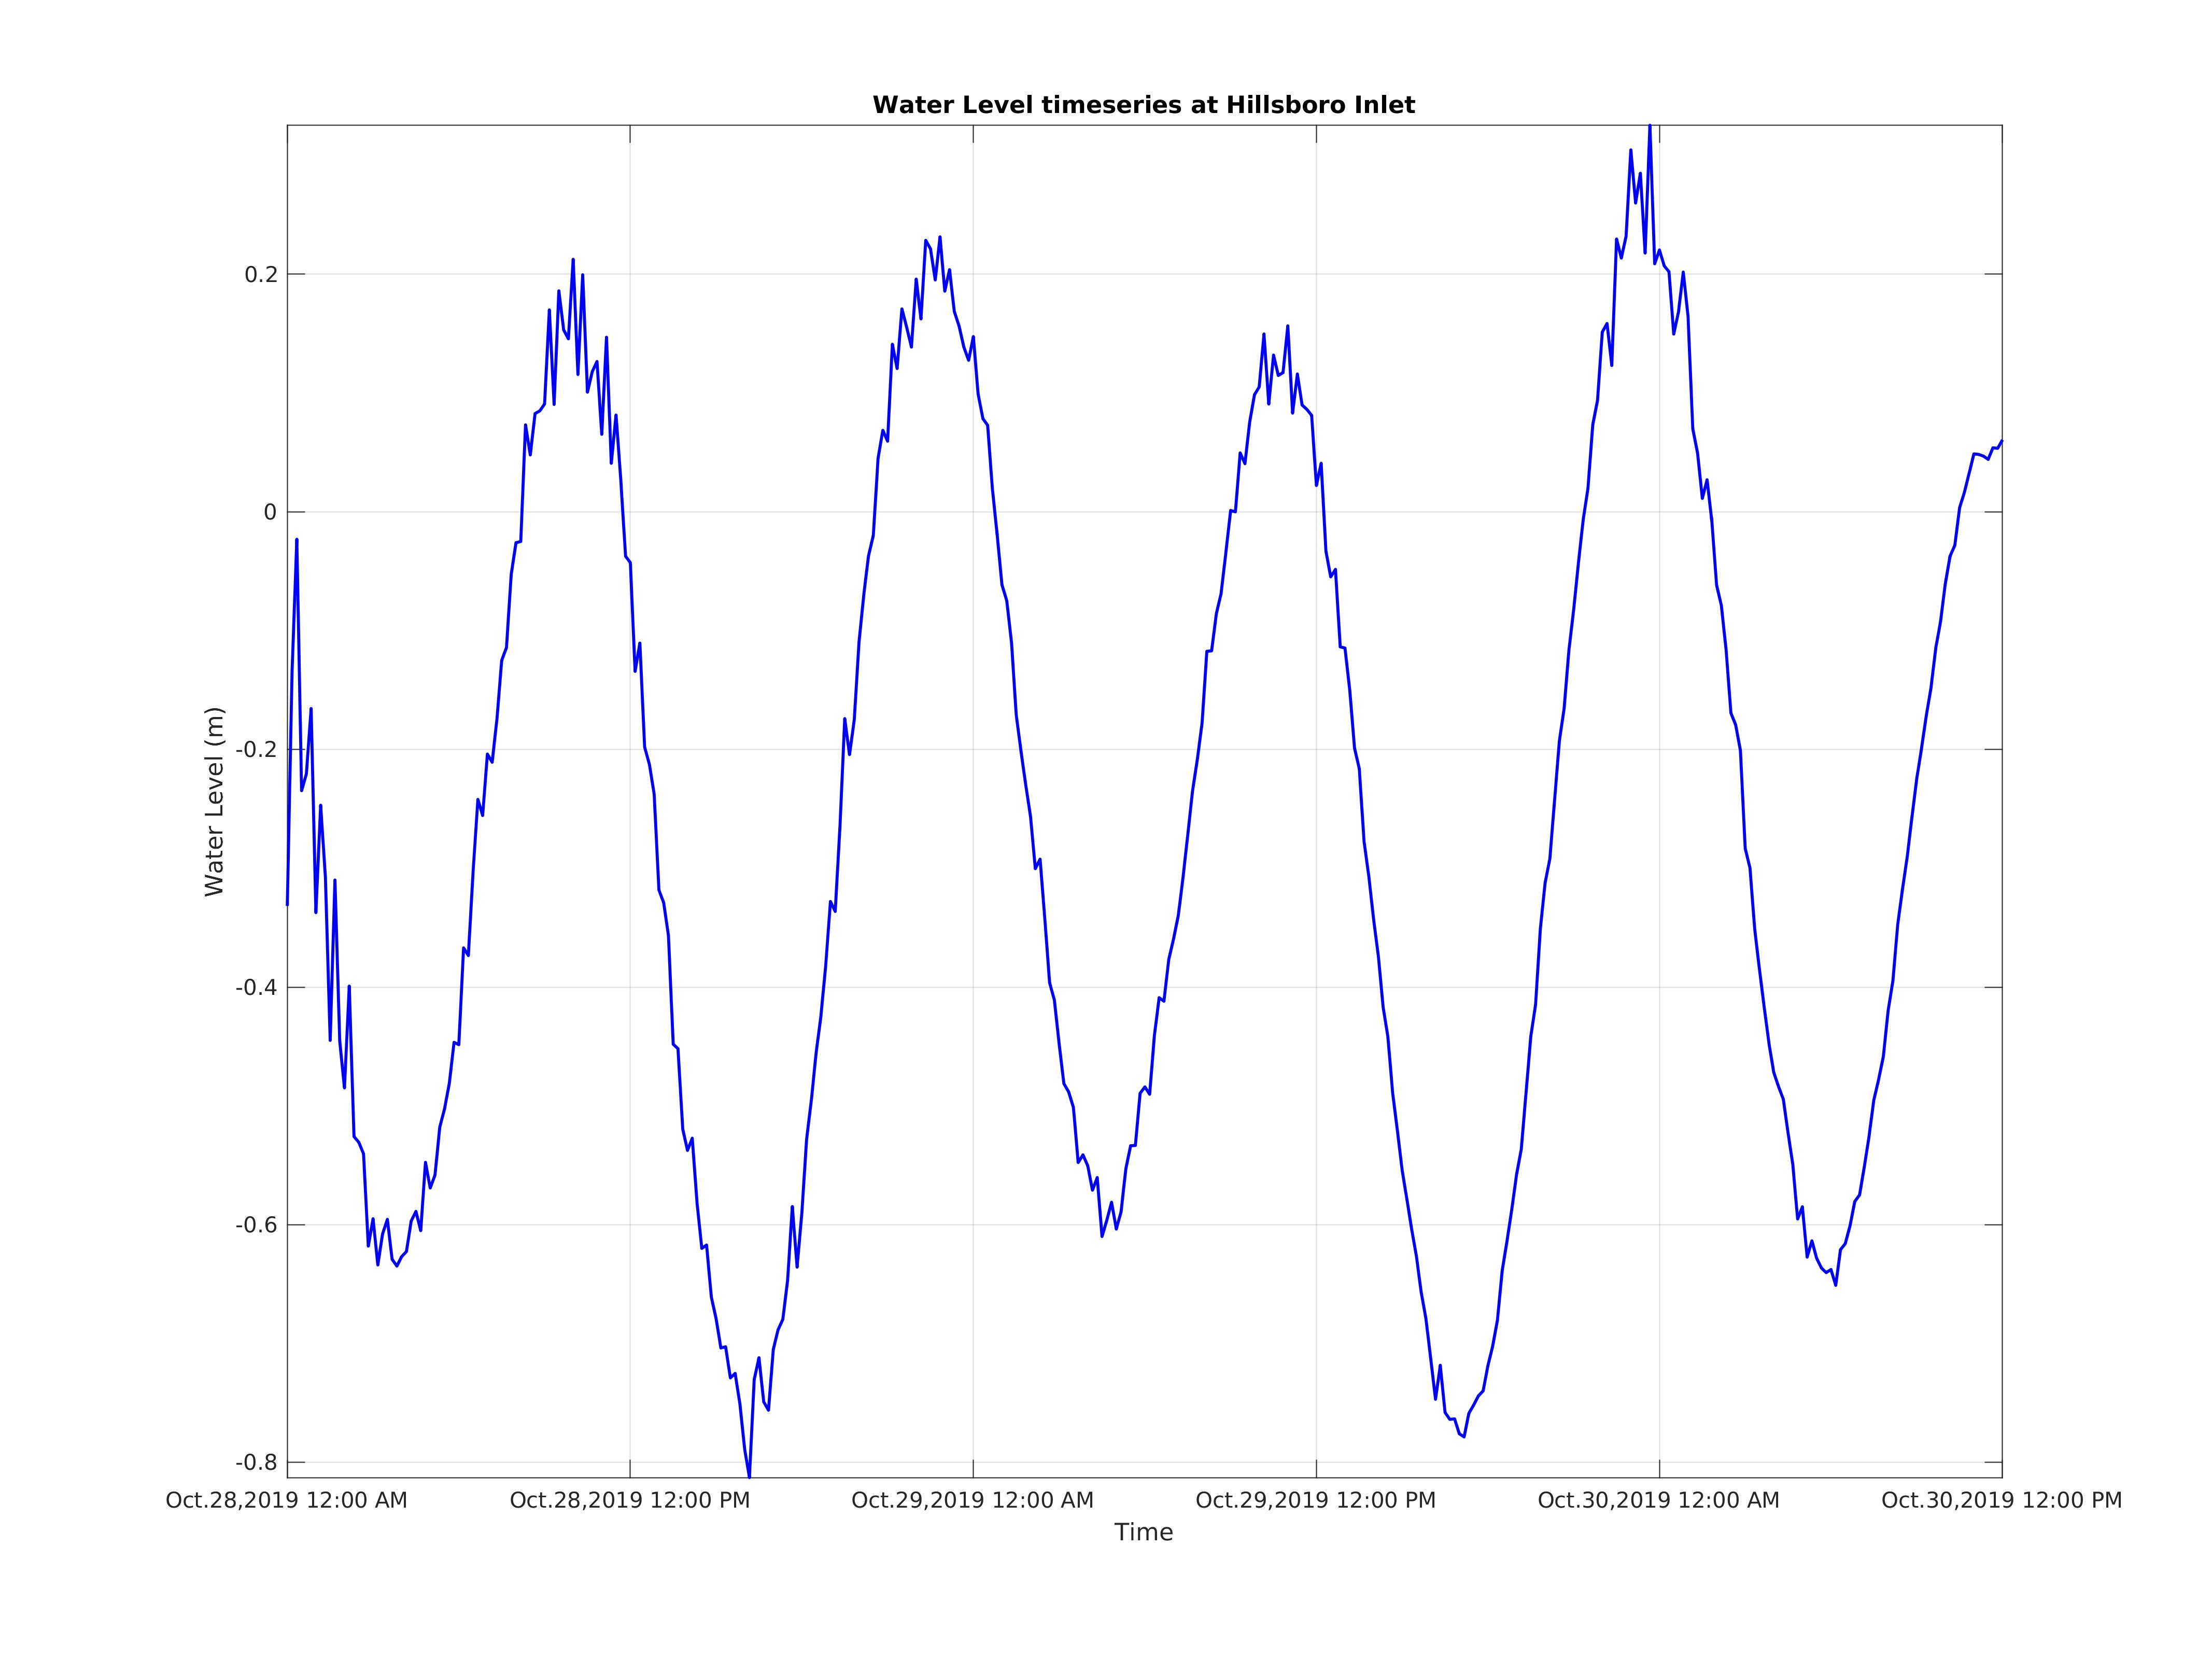 Water Level timeseries at Hillsboro Inlet
0.2
0
-0.2
-0.4
-0.6
-0.8
Water Level (m)
Oct.28,2019 12:00 AM Oct.28,2019 12:00 PM Oct.29,2019 12:00 AM Oct.29,2019 12:00 PM Oct.30,2019 12:00 AM Oct.30,2019 12:00 PM
Time